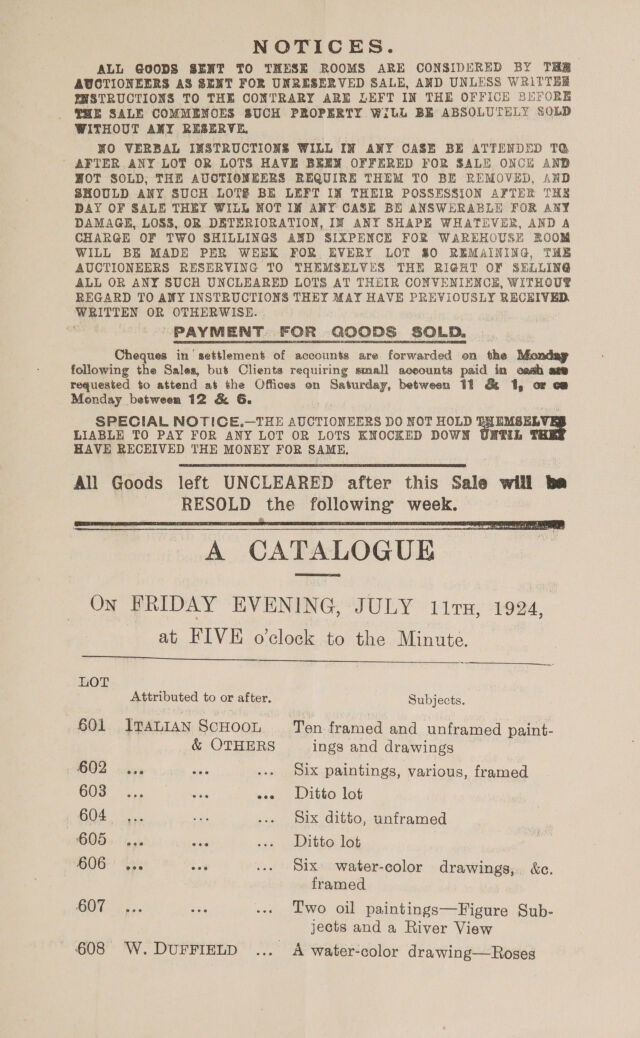 NOTICES.
ALL GOODS SENT TO THESE ROOMS ARE CONSIDERED BY THE
AUCTIONEERS AS SENT FOR UNRESERVED SALE, AND UNLESS WRITTEN
INSTRUCTIONS TO THE CONTRARY ARE LEFT IN THE OFFICE BEFORE
THE SALE COMMENCES SUCH PROPERTY WILL BE ABSOLUTELY SOLD
WITHOUT ANY RESERVE.
NO VERBAL INSTRUCTIONS WILL IN ANY CASE BE ATTENDED TO.
AFTER ANY LOT OR LOTS HAVE BEEN OFFERED FOR SALE ONCE AND
NOT SOLD, THE AUCTIONEERS REQUIRE THEM TO BE REMOVED, AND
SHOULD ANY SUCH LOTS BE LEFT IN THEIR POSSESSION AFTER THE
DAY OF SALE THEY WILL NOT IN ANY CASE BE ANSWERABLE FOR ANY
DAMAGE, LOSS, OR DETERIORATION, IN ANY SHAPE WHATEVER, AND A
CHARGE OF TWO SHILLINGS AND SIXPENCE FOR WAREHOUSE ROOM
WILL BE MADE PER WEEK FOR EVERY LOT SO REMAINING, THE
AUCTIONEERS RESERVING TO THEMSELVES THE RIGHT OF SELLING
ALL OR ANY SUCH UNCLEARED LOTS AT THEIR CONVENIENCE, WITHOUT
REGARD TO ANY INSTRUCTIONS THEY MAY HAVE PREVIOUSLY RECEIVED.
WRITTEN OR OTHERWISE.
PAYMENT FOR GOODS SOLD.
Cheques in settlement of accounts are forwarded on the Monday
following the Sales, but Clients requiring small accounts paid in cash are
requested to attend at the Offices on Saturday, between 11 & 1, or on
Monday between 12 & 6.
SPECIAL NOTICE.—THE AUCTIONEERS DO NOT HOLD THEMSELVES
LIABLE TO PAY FOR ANY LOT OR LOTS KNOCKED DOWN UNTIL THEY
HAVE RECEIVED THE MONEY FOR SAME.
All Goods left UNCLEARED after this Sale will be
RESOLD the following week.
A CATALOGUE
ON FRIDAY EVENING, JULY 11TH, 1924,
at FIVE o'clock to the Minute.
LOT
Attributed to or after. Subjects.
601 ITALIAN SCHOOL Ten framed and unframed paint-
& OTHERS ings and drawings
602 ... ... ... Six paintings, various, framed
603 ... ... ... Ditto lot
604 ... ... ... Six ditto, unframed
605 ... ... ... Ditto lot
606 ... ... ... Six water-color drawings, &c.
framed
607 ... ... ... Two oil paintings—Figure Sub-
jects and a River View
608 W. DUFFIELD ... A water-color drawing—Roses